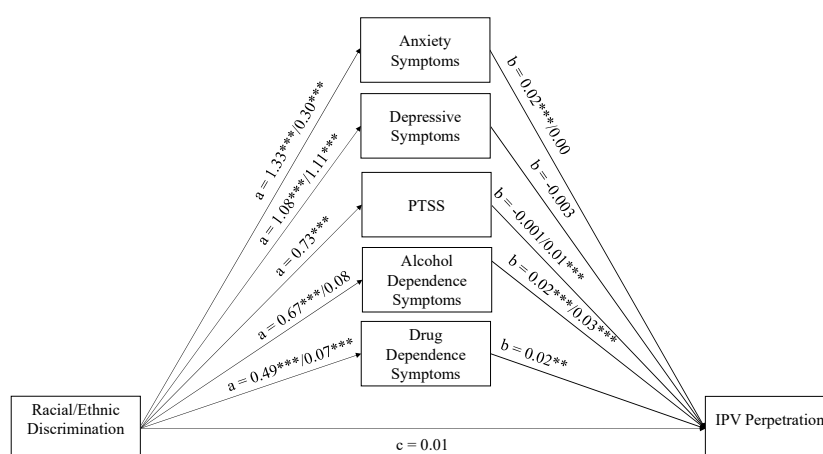 Anxiety
Symptoms
a = 1.33***/0.30***
b = 0.02***/0.00
Depressive
Symptoms
a = 1.08***/1.11***
b = -0.003
PTSS
a = 0.73***
b = -0.001/0.01***
Alcohol
Dependence
Symptoms
a = 0.67***/0.08
b = 0.02***/0.03***
Drug
Dependence
Symptoms
a = 0.49***/0.07***
b = 0.02**
Racial/Ethnic
Discrimination
IPV Perpetration
c = 0.01